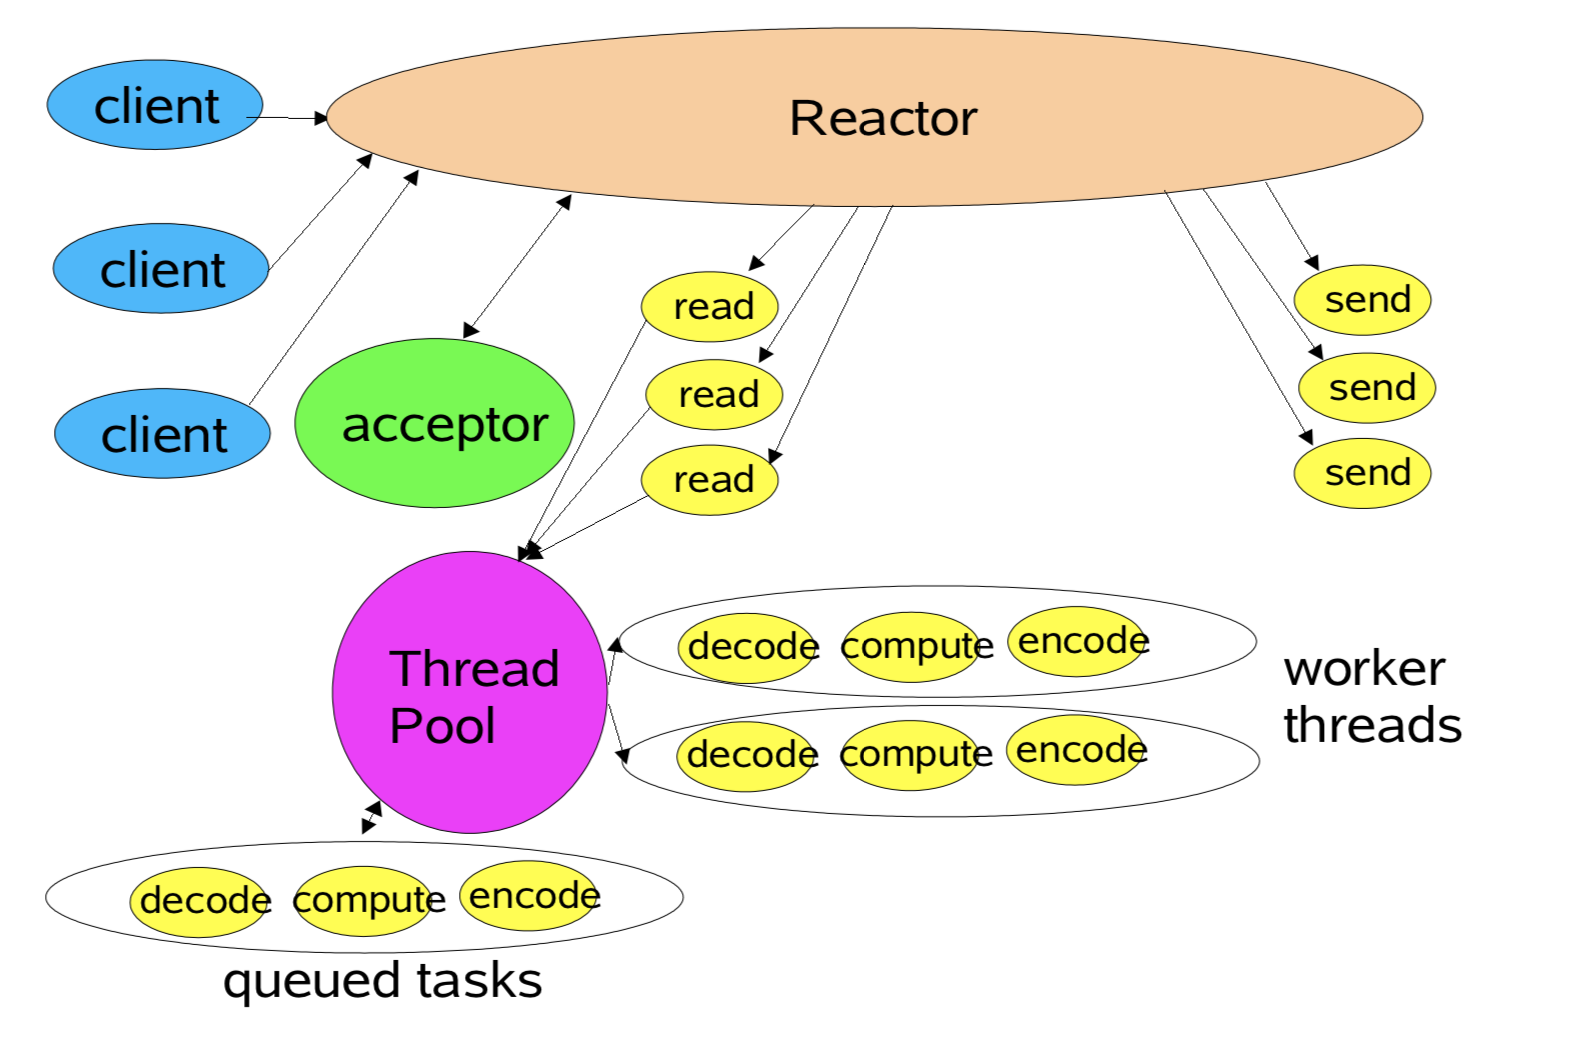 client
Reactor
client
client
acceptor
read
read
read
send
send
send
Thread
Pool
decode
compute
encode
decode
compute
encode
worker
threads
decode
compute
encode
queued tasks